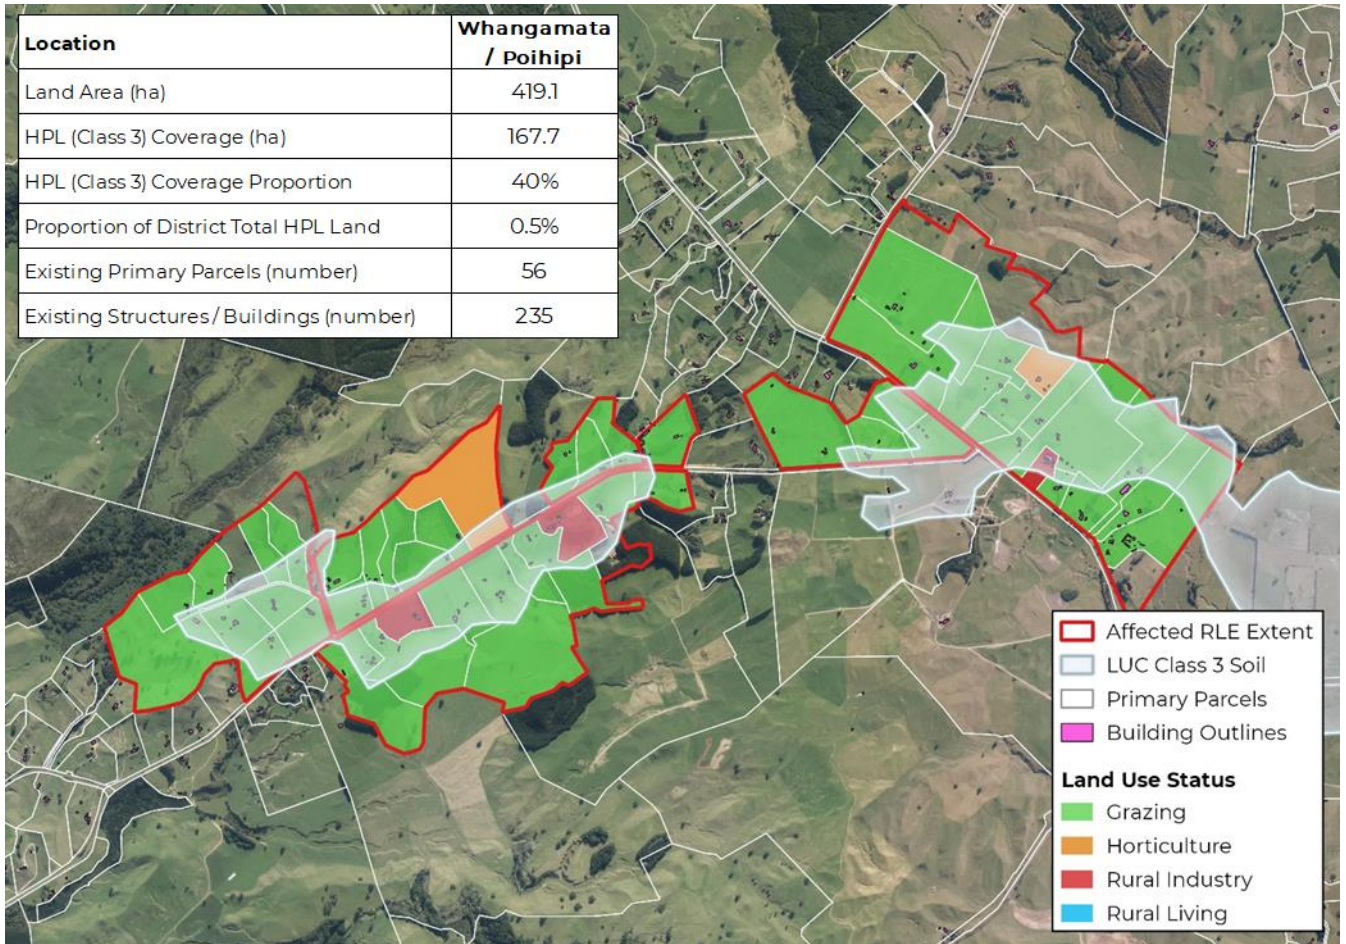 Location Whangamata / Poihipi
Land Area (ha) 419.1
HPL (Class 3) Coverage (ha) 167.7
HPL (Class 3) Coverage Proportion 40%
Proportion of District Total HPL Land 0.5%
Existing Primary Parcels (number) 56
Existing Structures / Buildings (number) 235
Affected RLE Extent
LUC Class 3 Soil
Primary Parcels
Building Outlines
Land Use Status
Grazing
Horticulture
Rural Industry
Rural Living